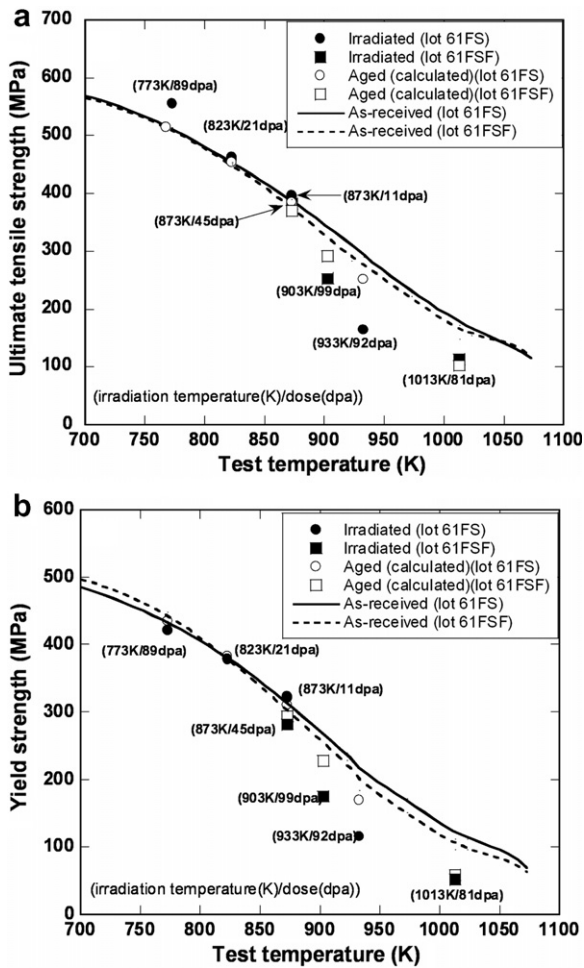 a
700
600
500
400
300
200
100
0
Ultimate tensile strength (MPa)
Irradiated (lot 61FS)
Irradiated (lot 61FSF)
Aged (calculated)(lot 61FS)
Aged (calculated)(lot 61FSF)
As-received (lot 61FS)
As-received (lot 61FSF)
(773K/89dpa)
(823K/21dpa)
(873K/11dpa)
(873K/45dpa)
(903K/99dpa)
(933K/92dpa)
(1013K/81dpa)
(irradiation temperature(K)/dose(dpa))
700 750 800 850 900 950 1000 1050 1100
Test temperature (K)
b
600
500
400
300
200
100
0
Yield strength (MPa)
Irradiated (lot 61FS)
Irradiated (lot 61FSF)
Aged (calculated)(lot 61FS)
Aged (calculated)(lot 61FSF)
As-received (lot 61FS)
As-received (lot 61FSF)
(773K/89dpa)
(823K/21dpa)
(873K/11dpa)
(873K/45dpa)
(903K/99dpa)
(933K/92dpa)
(1013K/81dpa)
(irradiation temperature(K)/dose(dpa))
700 750 800 850 900 950 1000 1050 1100
Test temperature (K)